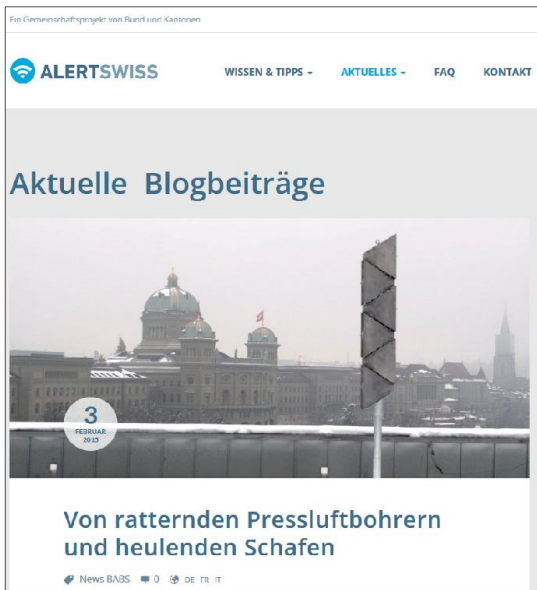 Ein Gemeinschaftsprojekt von Bund und Kantonen
ALERTSWISS
WISSEN & TIPPS
AKTUELLES
FAQ
KONTAKT
Aktuelle Blogbeiträge
3
FEBRUAR
2015
Von ratternden Pressluftbohrern
und heulenden Schafen
News BABS 0 DE FR IT